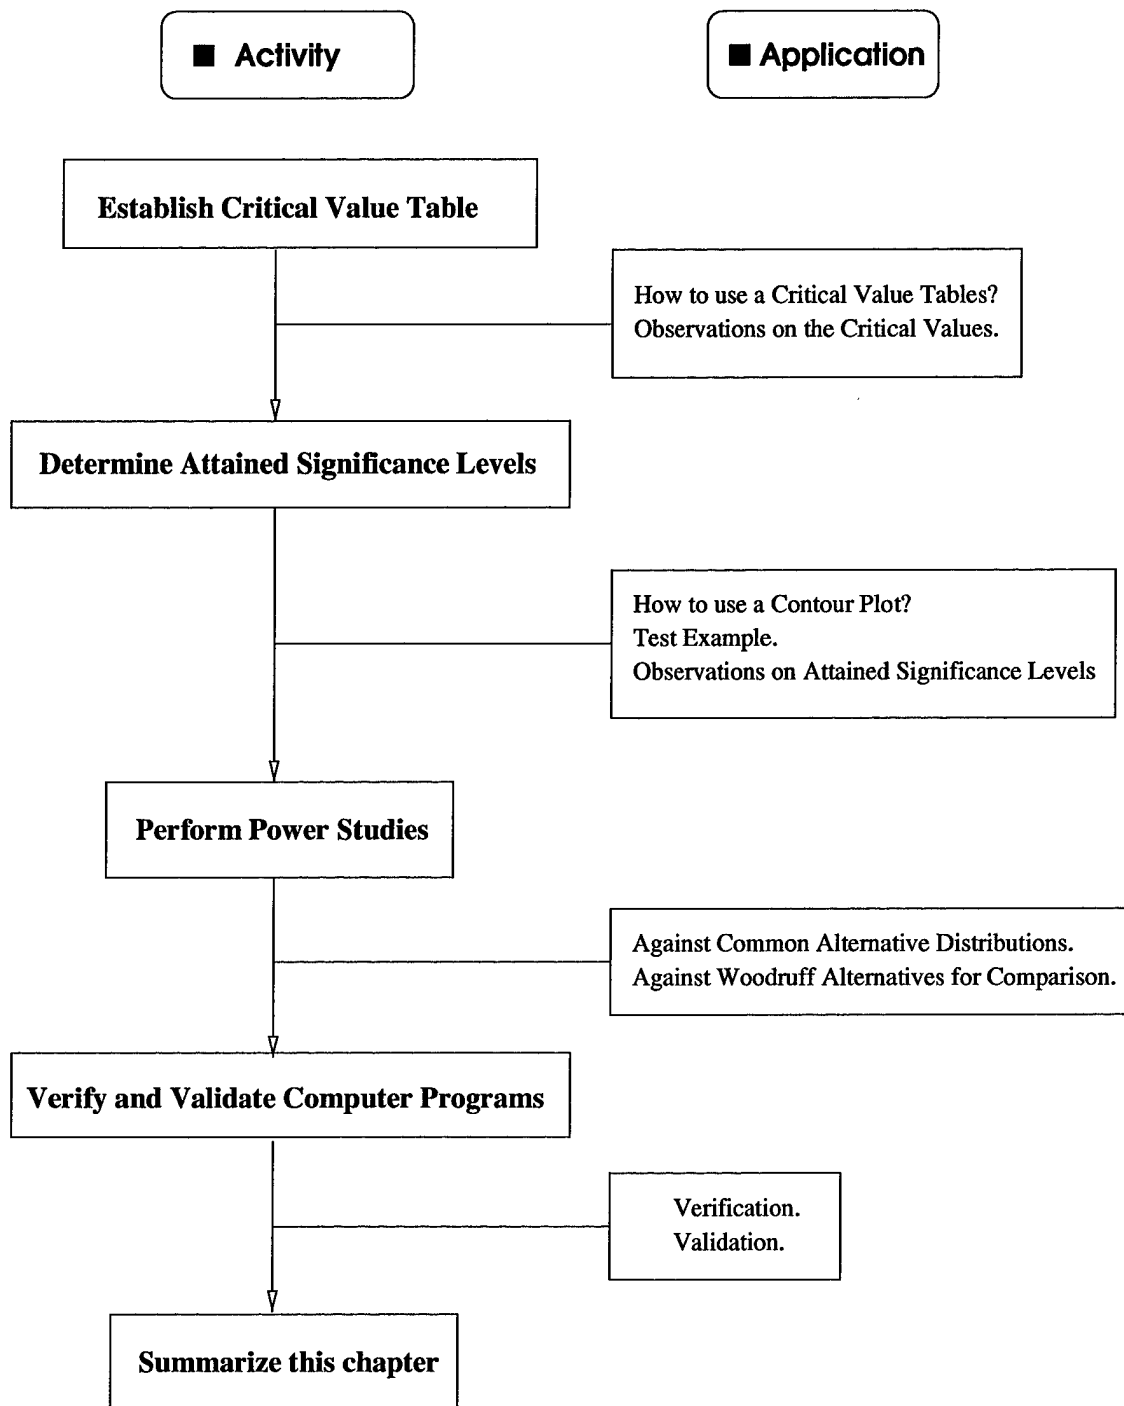 ■ Activity
■ Application
Establish Critical Value Table
How to use a Critical Value Tables?
Observations on the Critical Values.
Determine Attained Significance Levels
How to use a Contour Plot?
Test Example.
Observations on Attained Significance Levels
Perform Power Studies
Against Common Alternative Distributions.
Against Woodruff Alternatives for Comparison.
Verify and Validate Computer Programs
Verification.
Validation.
Summarize this chapter